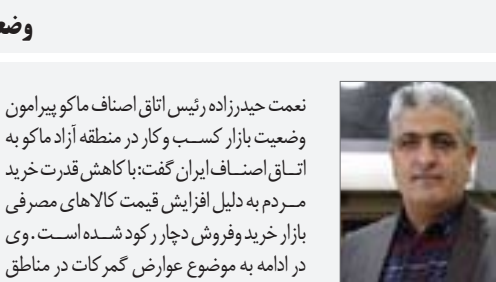 وضع
نعمت حیدرزاده رئیس اتاق اصناف ماکو پیرامون
وضعیت بازار کسب و کار در منطقه آزاد ماکو به
اتاق اصناف ایران گفت: با کاهش قدرت خرید
مردم به دلیل افزایش قیمت کالاهای مصرفی
بازار خرید وفروش دچار رکود شده است. وی
در ادامه به موضوع عوارض گمرکات در مناطق